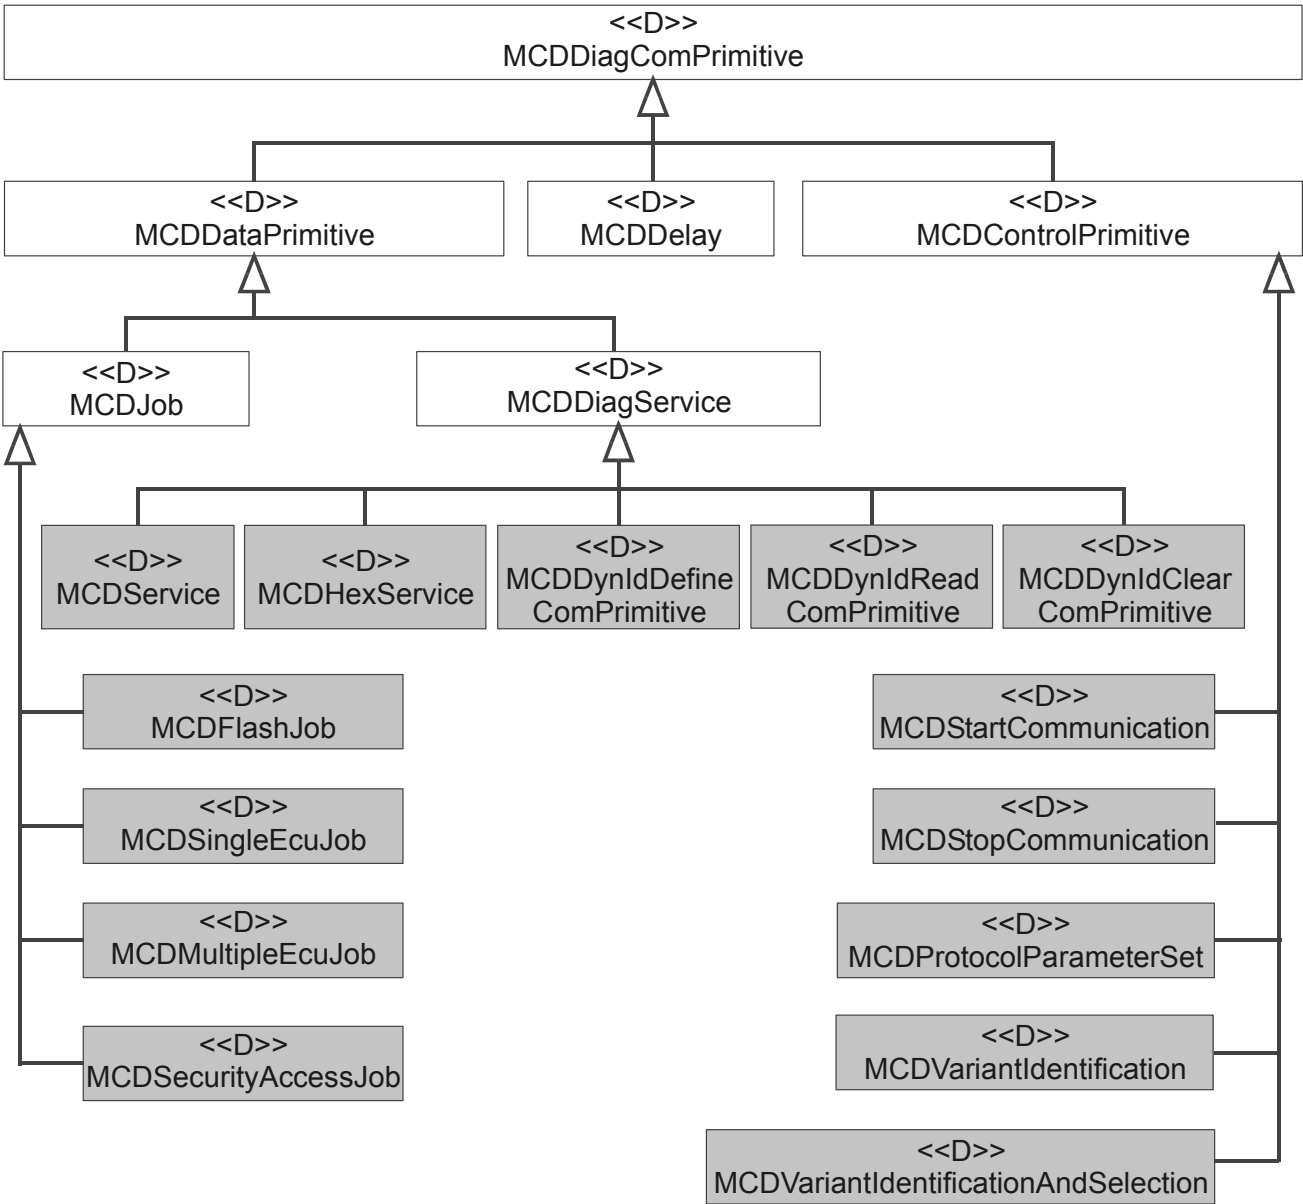 <<D>>
MCDDiagComPrimitive
<<D>>
MCDDataPrimitive
<<D>>
MCDDelay
<<D>>
MCDControlPrimitive
<<D>>
MCDJob
<<D>>
MCDDiagService
<<D>>
MCDService
<<D>>
MCDHexService
<<D>>
MCDDynIdDefine
ComPrimitive
<<D>>
MCDDynIdRead
ComPrimitive
<<D>>
MCDDynIdClear
ComPrimitive
<<D>>
MCDFlashJob
<<D>>
MCDStartCommunication
<<D>>
MCDSingleEcuJob
<<D>>
MCDStopCommunication
<<D>>
MCDMultipleEcuJob
<<D>>
MCDProtocolParameterSet
<<D>>
MCDSecurityAccessJob
<<D>>
MCDVariantIdentification
<<D>>
MCDVariantIdentificationAndSelection